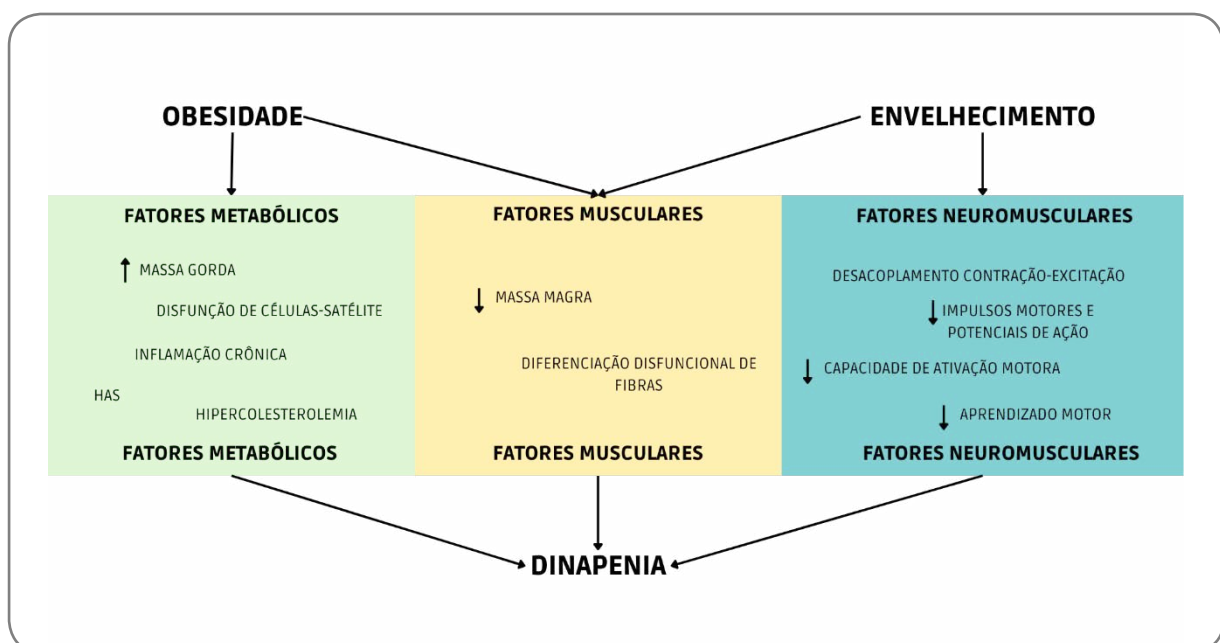 OBESIDADE
ENVELHECIMENTO
FATORES METABÓLICOS
MASSA GORDA
DISFUNÇÃO DE CÉLULAS-SATÉLITE
INFLAMAÇÃO CRÔNICA
HAS
HIPERCOLESTEROLEMIA
FATORES METABÓLICOS
FATORES MUSCULARES
MASSA MAGRA
DIFERENCIAÇÃO DISFUNCIONAL DE
FIBRAS
FATORES MUSCULARES
FATORES NEUROMUSCULARES
DESACOPLAMENTO CONTRAÇÃO-EXCITAÇÃO
IMPULSOS MOTORES E
POTENCIAIS DE AÇÃO
CAPACIDADE DE ATIVAÇÃO MOTORA
APRENDIZADO MOTOR
FATORES NEUROMUSCULARES
DINAPENIA